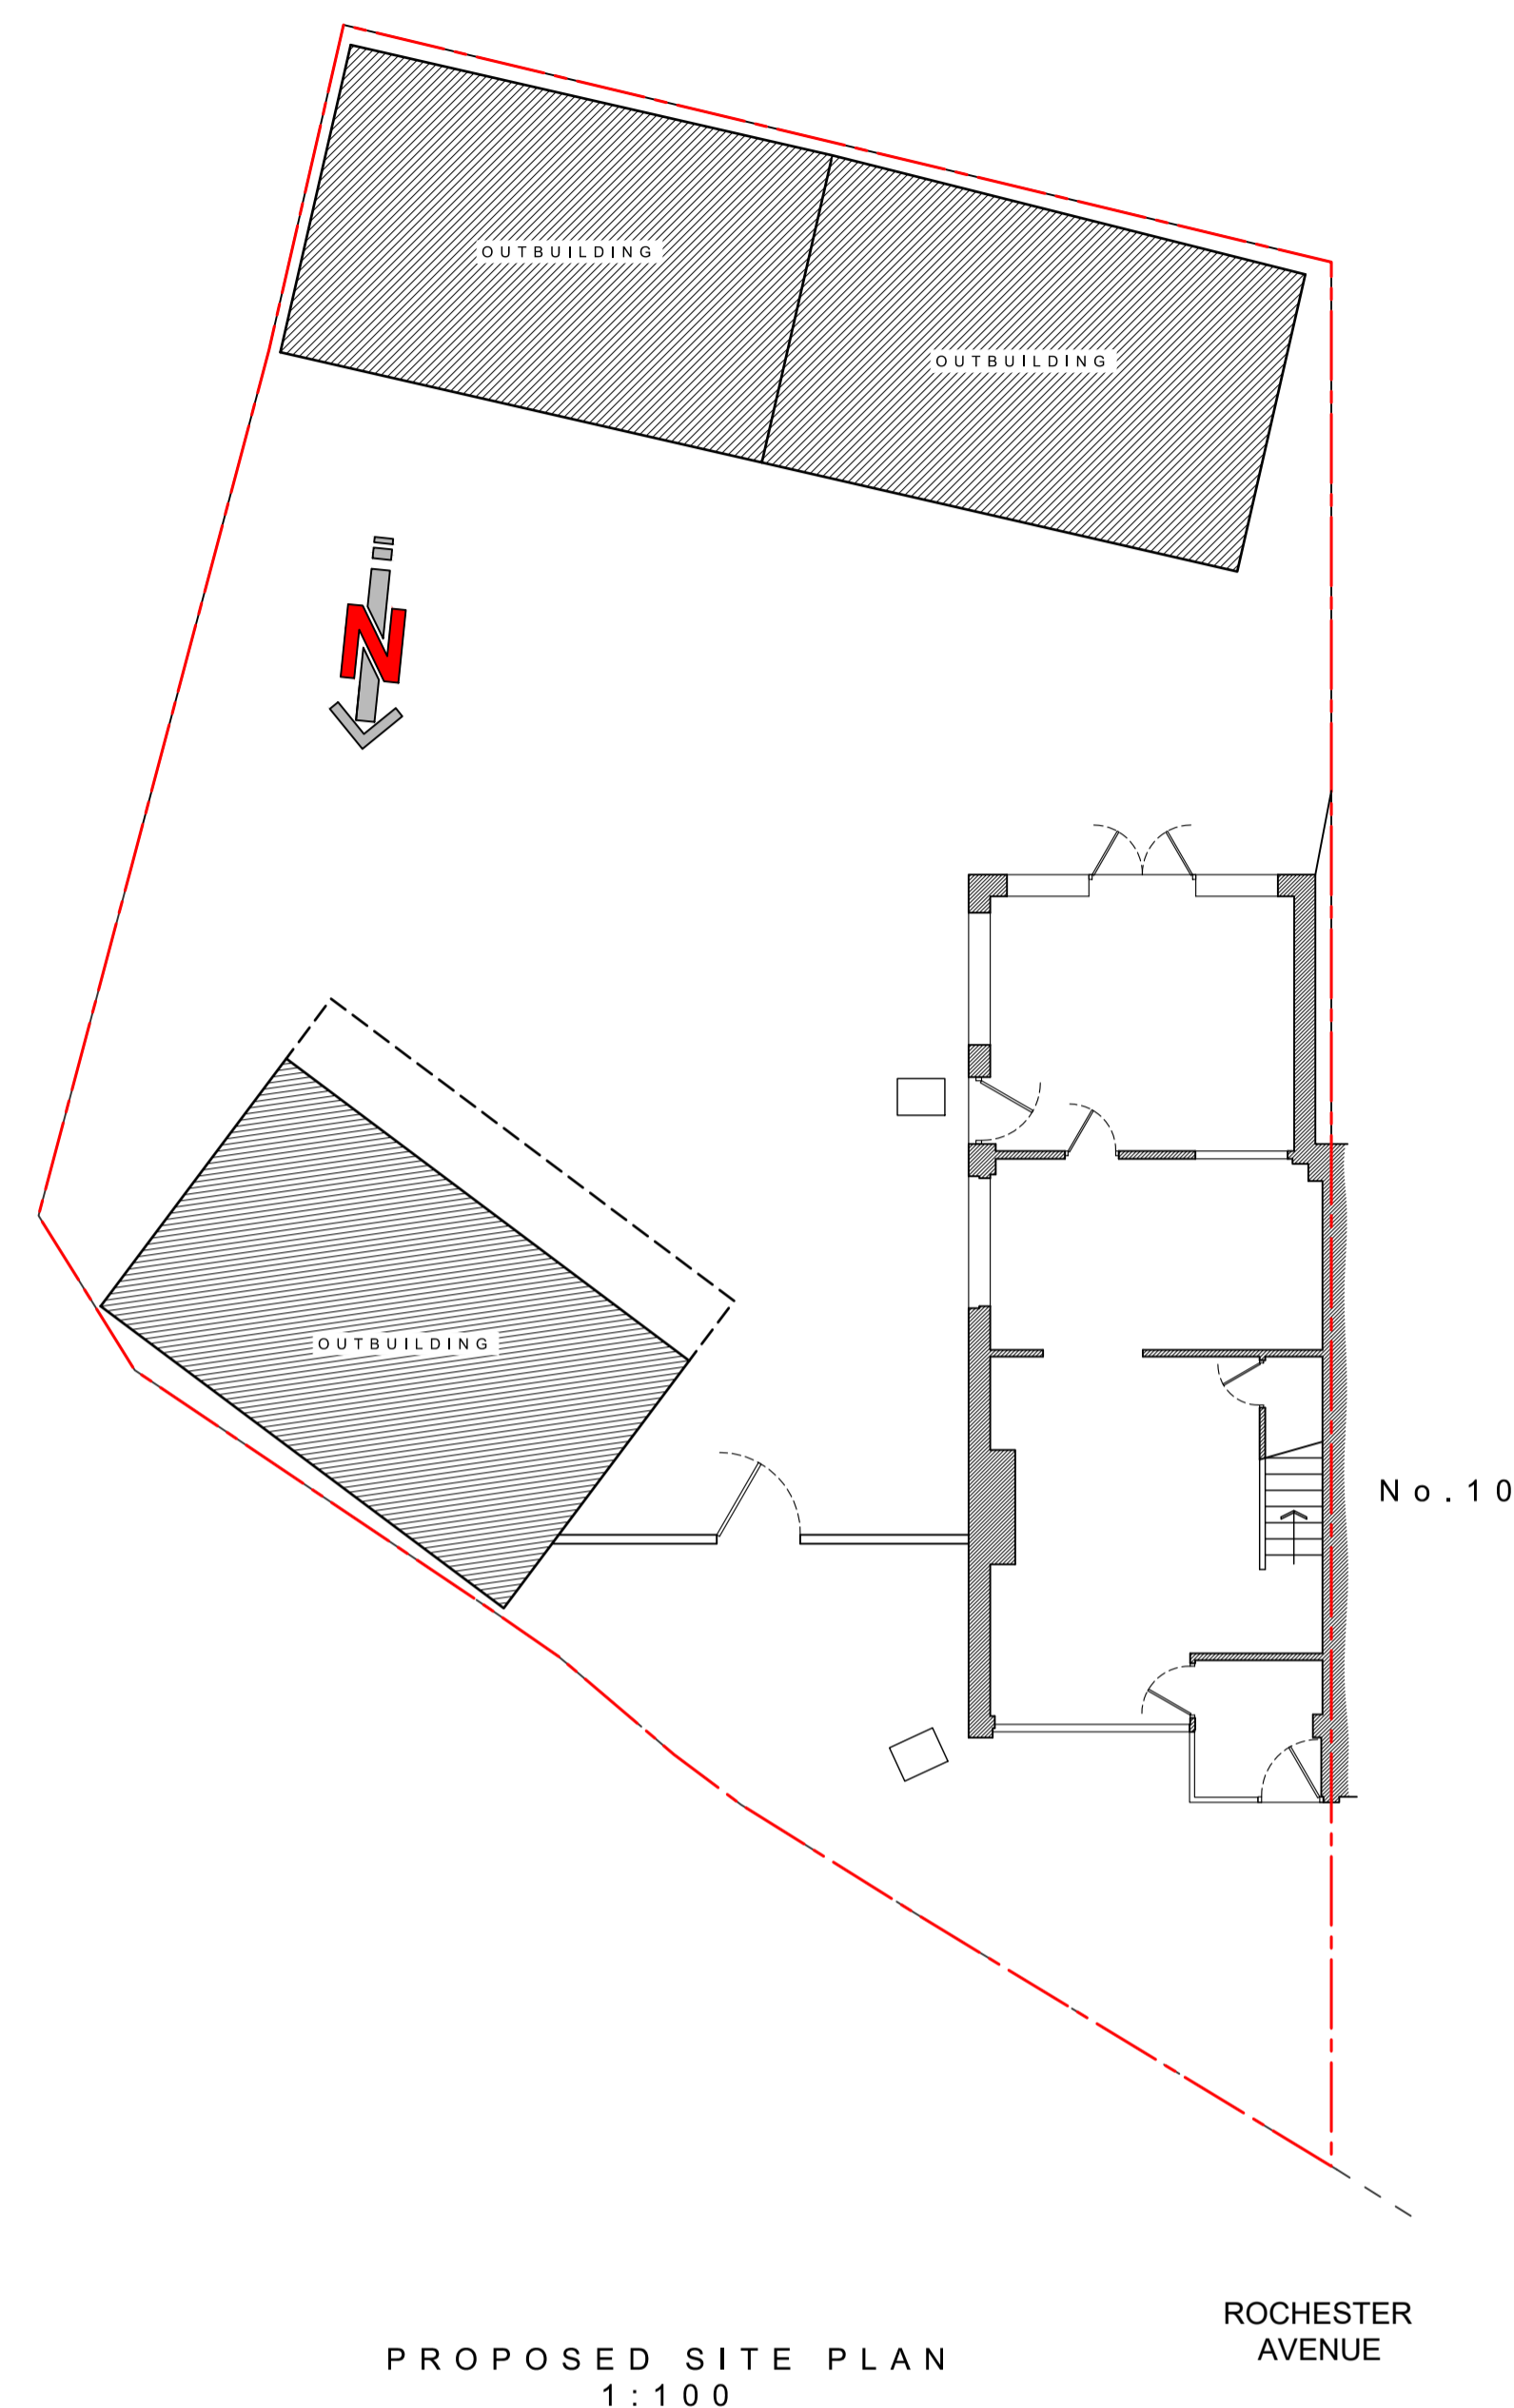 OUTBUILDING
OUTBUILDING
N
OUTBUILDING
No.10
ROCHESTER
AVENUE
PROPOSED SITE PLAN
1:100